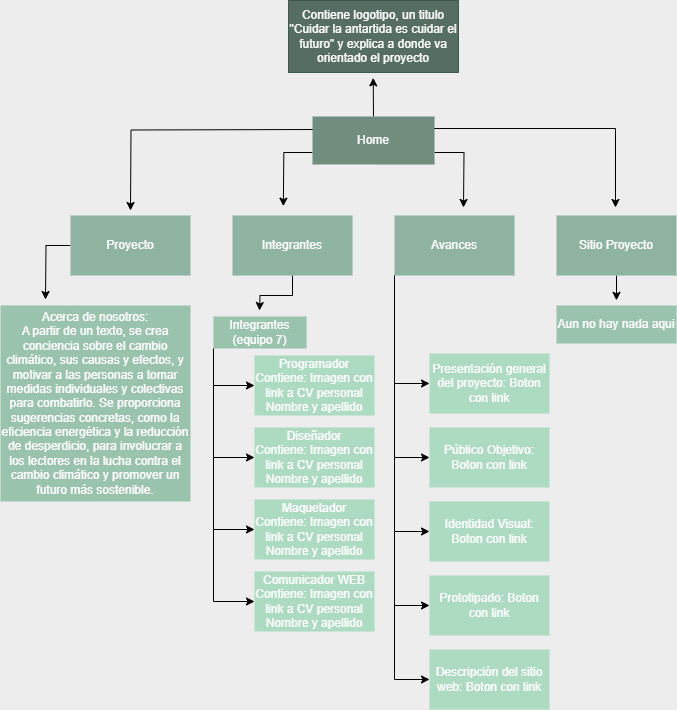 Contiene logotipo, un titulo
"Cuidar la antartida es cuidar el
futuro" y explica a donde va
orientado el proyecto
Home
Proyecto
Integrantes
Avances
Sitio Proyecto
Acerca de nosotros:
A partir de un texto, se crea
conciencia sobre el cambio
climático, sus causas y efectos, y
motivar a las personas a tomar
medidas individuales y colectivas
para combatirlo. Se proporciona
sugerencias concretas, como la
eficiencia energética y la reducción
de desperdicio, para involucrar a
los lectores en la lucha contra el
cambio climático y promover un
futuro más sostenible.
Integrantes
(equipo 7)
Programador
Contiene: Imagen con
link a CV personal
Nombre y apellido
Diseñador
Contiene: Imagen con
link a CV personal
Nombre y apellido
Maquetador
Contiene: Imagen con
link a CV personal
Nombre y apellido
Comunicador WEB
Contiene: Imagen con
link a CV personal
Nombre y apellido
Presentación general
del proyecto: Boton
con link
Público Objetivo:
Boton con link
Identidad Visual:
Boton con link
Prototipado: Boton
con link
Descripción del sitio
web: Boton con link
Aun no hay nada aqui